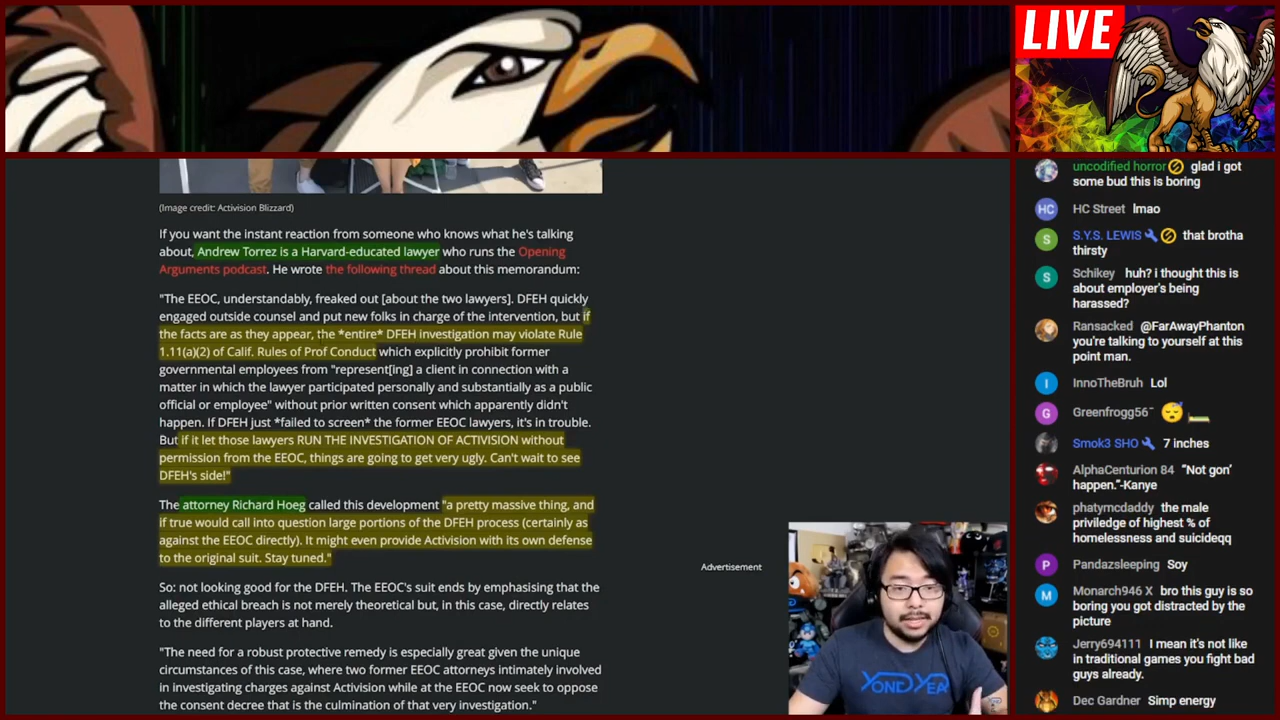 LIVE
(Image credit: Activision Blizzard)
If you want the instant reaction from someone who knows what he's talking
about, Andrew Torrez is a Harvard-educated lawyer who runs the Opening
Arguments podcast. He wrote the following thread about this memorandum:
"The EEOC, understandably, freaked out [about the two lawyers]. DFEH quickly
engaged outside counsel and put new folks in charge of the intervention, but if
the facts are as they appear, the *entire* DFEH investigation may violate Rule
1.11(a)(2) of Calif. Rules of Prof Conduct which explicitly prohibit former
governmental employees from "represent[ing] a client in connection with a
matter in which the lawyer participated personally and substantially as a public
official or employee" without prior written consent which apparently didn't
happen. If DFEH just *failed to screen* the former EEOC lawyers, it's in trouble.
But if it let those lawyers RUN THE INVESTIGATION OF ACTIVISION without
permission from the EEOC, things are going to get very ugly. Can't wait to see
DFEH's side!"
The attorney Richard Hoeg called this development "a pretty massive thing, and
if true would call into question large portions of the DFEH process (certainly as
against the EEOC directly). It might even provide Activision with its own defense
to the original suit. Stay tuned."
So: not looking good for the DFEH. The EEOC's suit ends by emphasising that the
alleged ethical breach is not merely theoretical but, in this case, directly relates
to the different players at hand.
"The need for a robust protective remedy is especially great given the unique
circumstances of this case, where two former EEOC attorneys intimately involved
in investigating charges against Activision while at the EEOC now seek to oppose
the consent decree that is the culmination of that very investigation."
Advertisement
YONGYEA
uncodified horror glad i got
some bud this is boring
HC
HC Street lmao
S
S.Y.S. LEWIS that brotha
thirsty
S
Schikey huh? i thought this is
about employer's being
harassed?
Ransacked @FarAwayPhanton
you're talking to yourself at this
point man.
I
InnoTheBruh Lol
G
Greenfrogg56~
Smok3 SHO 7 inches
AlphaCenturion 84 “Not gon’
happen.”-Kanye
phatymcdaddy the male
priviledge of highest % of
homelessness and suicideqq
P
Pandazsleeping Soy
M
Monarch946 X bro this guy is so
boring you got distracted by the
picture
Jerry694111 I mean it's not like
in traditional games you fight bad
guys already.
Dec Gardner Simp energy